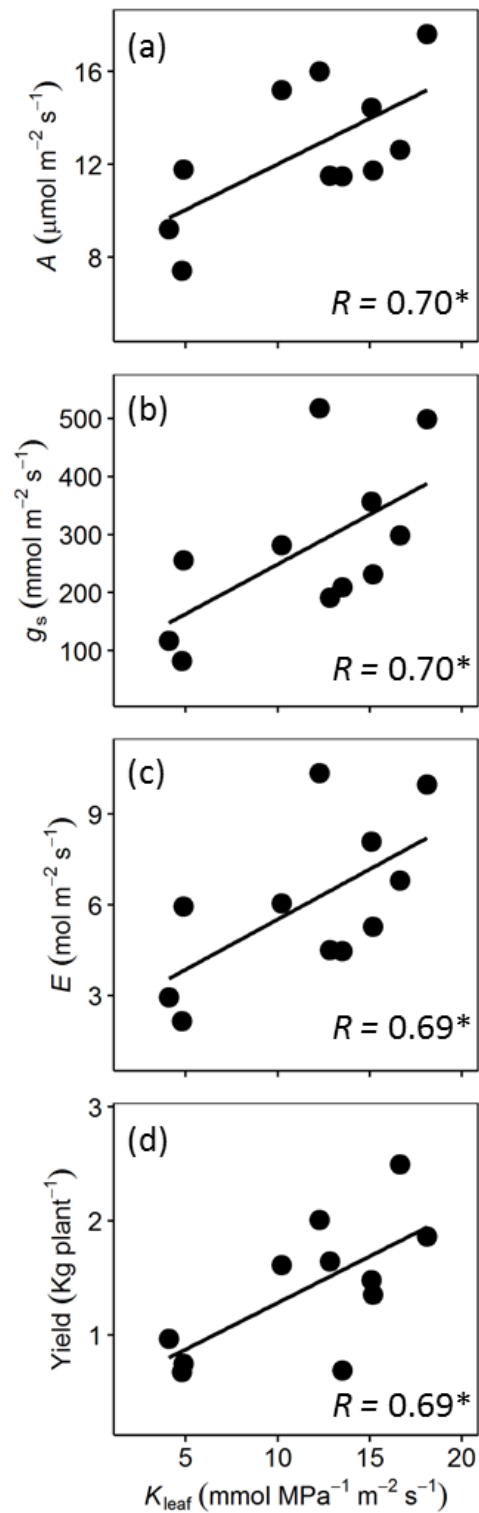 (a)
16
12
8
A (μmol m⁻² s⁻¹)
R = 0.70*
(b)
500
400
300
200
100
gₛ (mmol m⁻² s⁻¹)
R = 0.70*
(c)
9
6
3
E (mol m⁻² s⁻¹)
R = 0.69*
(d)
3
2
1
Yield (Kg plant⁻¹)
R = 0.69*
5 10 15 20
K_leaf (mmol MPa⁻¹ m⁻² s⁻¹)